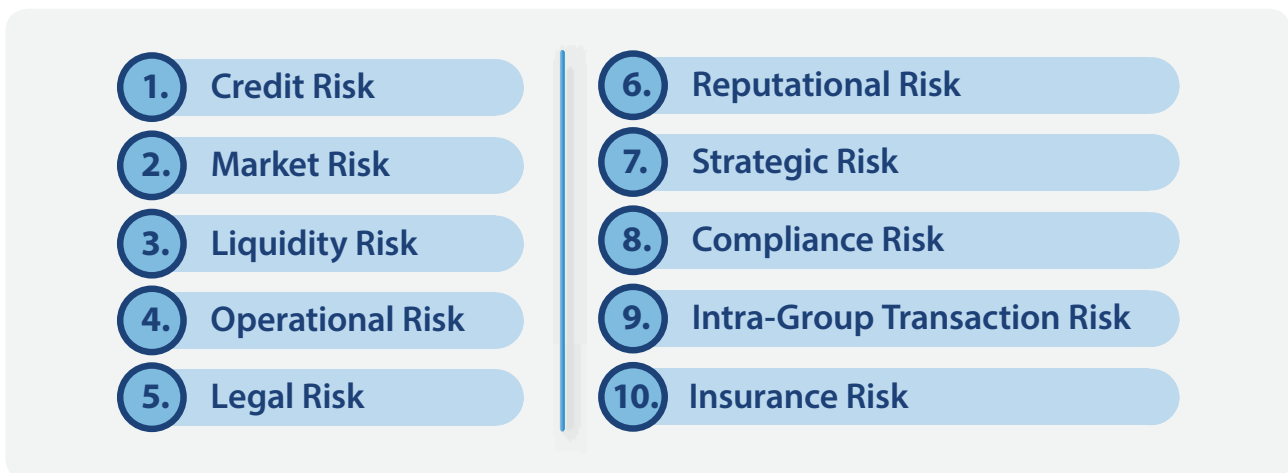 1. Credit Risk
2. Market Risk
3. Liquidity Risk
4. Operational Risk
5. Legal Risk
6. Reputational Risk
7. Strategic Risk
8. Compliance Risk
9. Intra-Group Transaction Risk
10. Insurance Risk